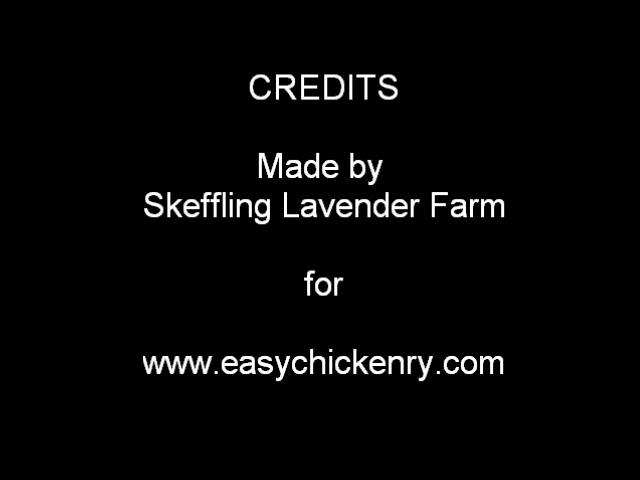 CREDITS
Made by
Skeffling Lavender Farm
for
www.easychickenry.com